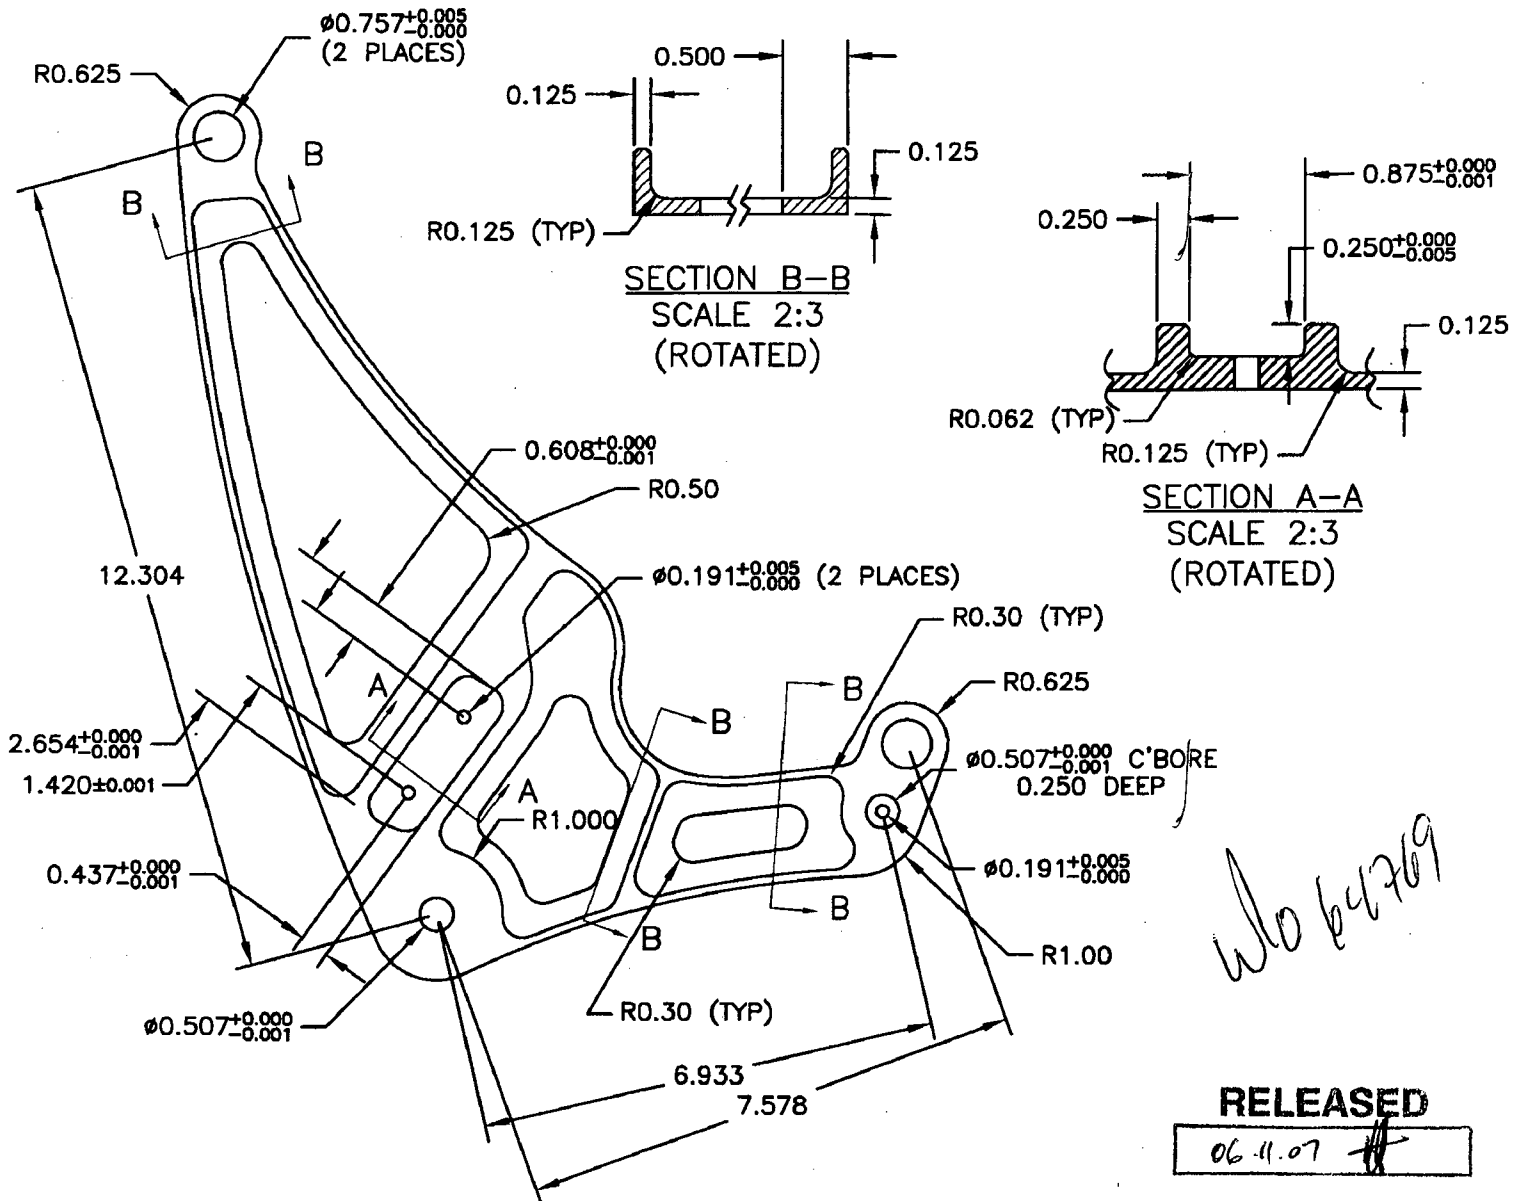 ø0.757+0.005 -0.000
(2 PLACES)
R0.625
0.500
0.125
0.125
R0.125 (TYP)
SECTION B-B
SCALE 2:3
(ROTATED)
0.875+0.000 -0.001
0.250
0.250+0.000 -0.005
0.125
R0.062 (TYP)
R0.125 (TYP)
SECTION A-A
SCALE 2:3
(ROTATED)
B
B
0.608+0.000 -0.001
R0.50
12.304
ø0.191+0.005 -0.000 (2 PLACES)
R0.30 (TYP)
R0.625
A
B
B
2.654+0.000 -0.001
1.420±0.001
ø0.507+0.000 -0.001 C'BORE
0.250 DEEP
A
R1.000
0.437+0.000 -0.001
ø0.191+0.005 -0.000
B
B
R1.00
R0.30 (TYP)
ø0.507+0.000 -0.001
6.933
7.578
W/O 64769
RELEASED
06.11.07